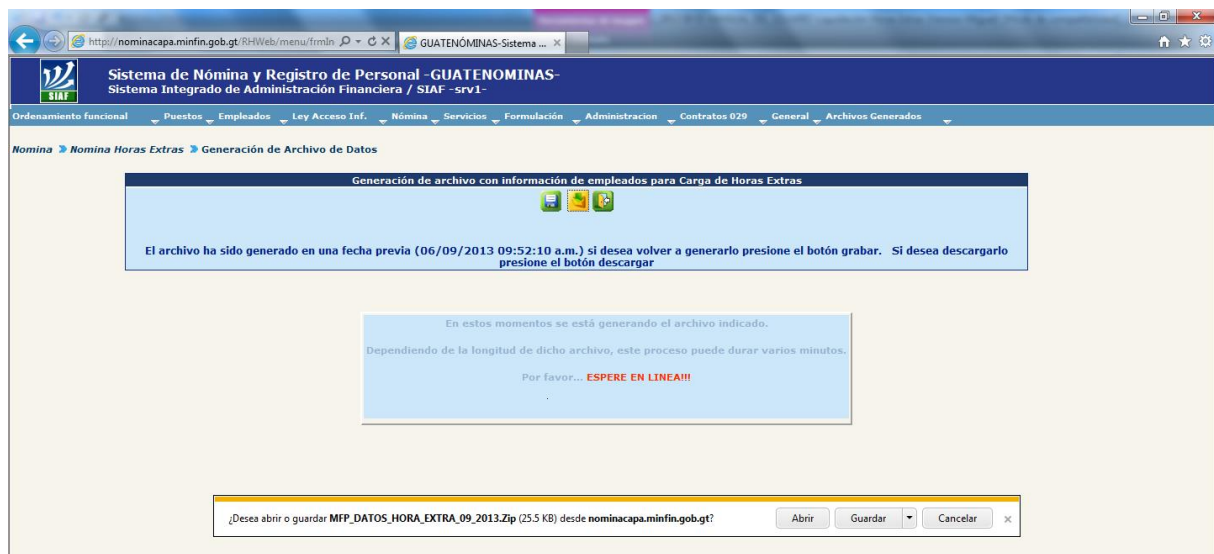 http://nominacapa.minfin.gob.gt/RHWeb/menu/frmIn
GUATENÓMINAS-Sistema ...
SIAF
Sistema de Nómina y Registro de Personal -GUATENOMINAS-
Sistema Integrado de Administración Financiera / SIAF -srv1-
Ordenamiento funcional Puestos Empleados Ley Acceso Inf. Nómina Servicios Formulación Administracion Contratos 029 General Archivos Generados
Nomina Nomina Horas Extras Generación de Archivo de Datos
Generación de archivo con información de empleados para Carga de Horas Extras
El archivo ha sido generado en una fecha previa (06/09/2013 09:52:10 a.m.) si desea volver a generarlo presione el botón grabar. Si desea descargarlo
presione el botón descargar
En estos momentos se está generando el archivo indicado.
Dependiendo de la longitud de dicho archivo, este proceso puede durar varios minutos.
Por favor... ESPERE EN LINEA!!!
¿Desea abrir o guardar MFP_DATOS_HORA_EXTRA_09_2013.Zip (25.5 KB) desde nominacapa.minfin.gob.gt? Abrir Guardar Cancelar